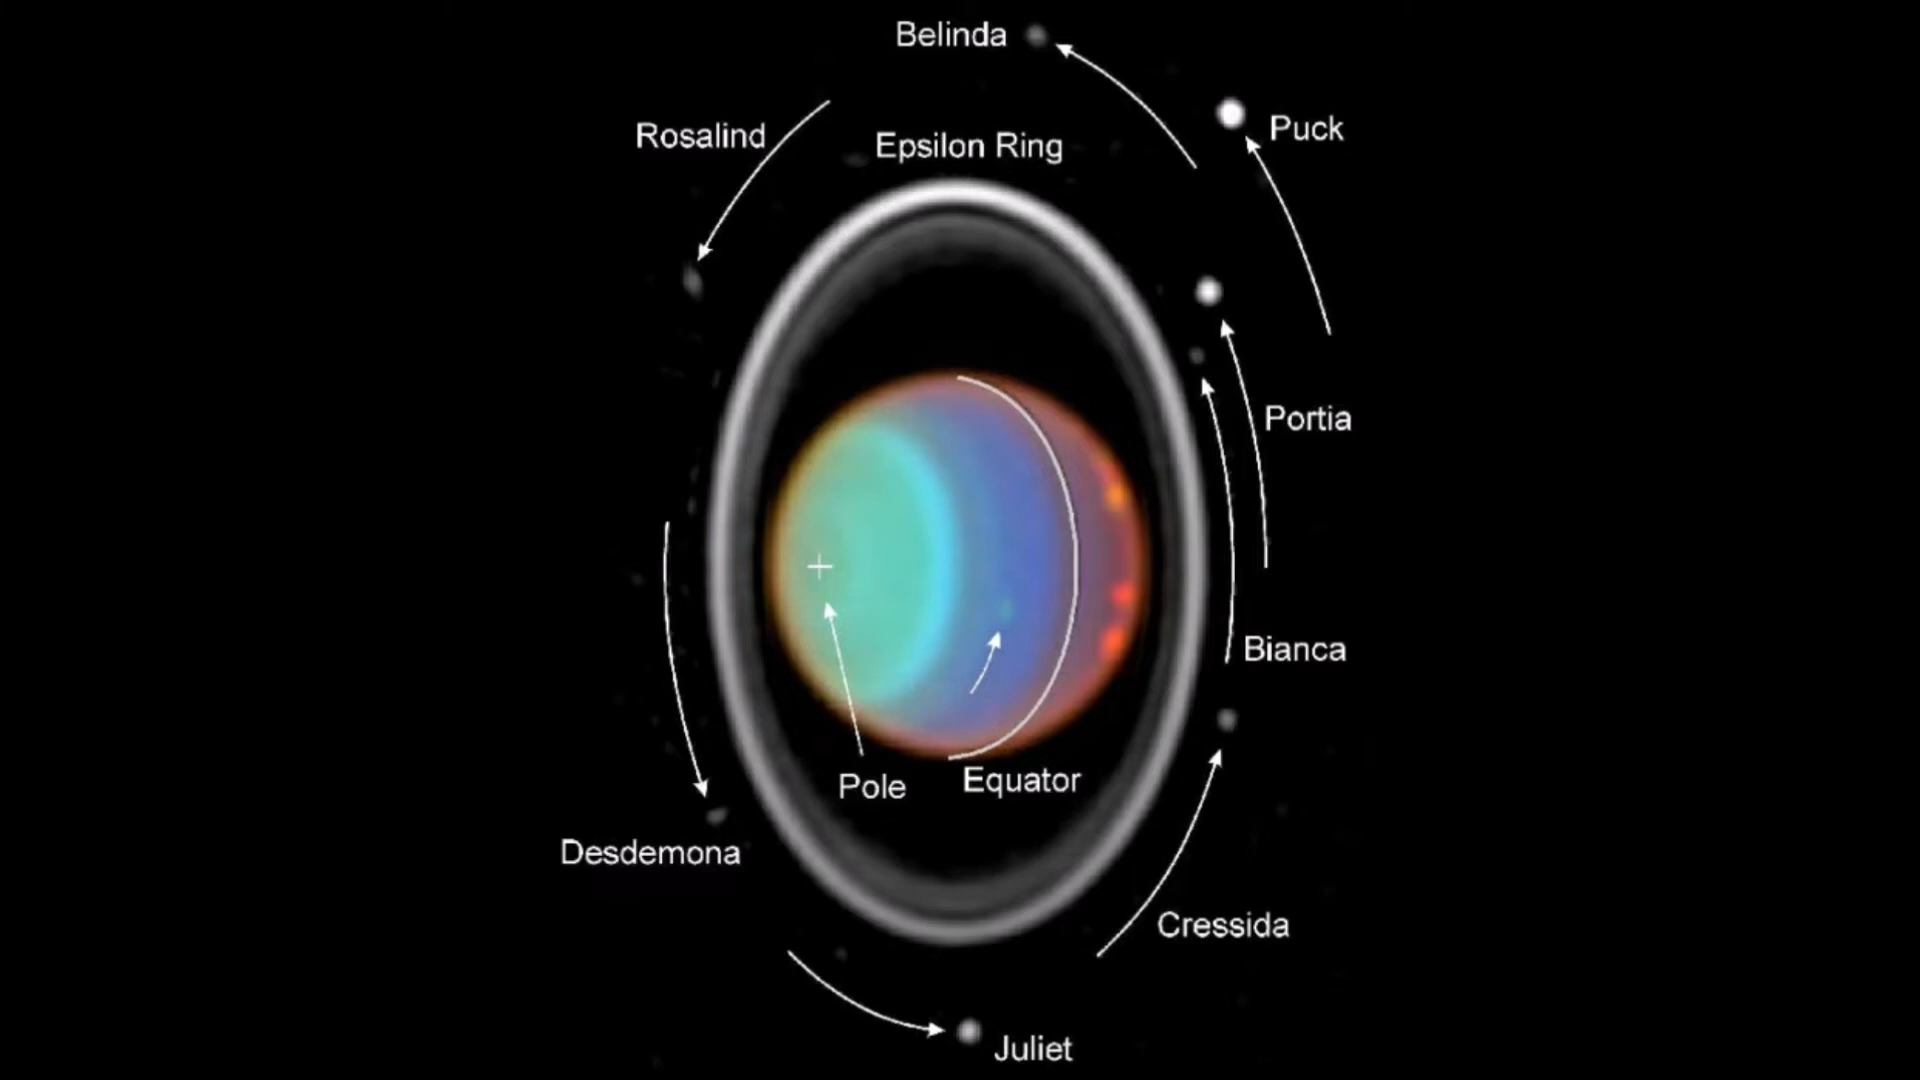 Belinda
Puck
Rosalind
Epsilon Ring
Portia
Bianca
Pole
Equator
Desdemona
Cressida
Juliet